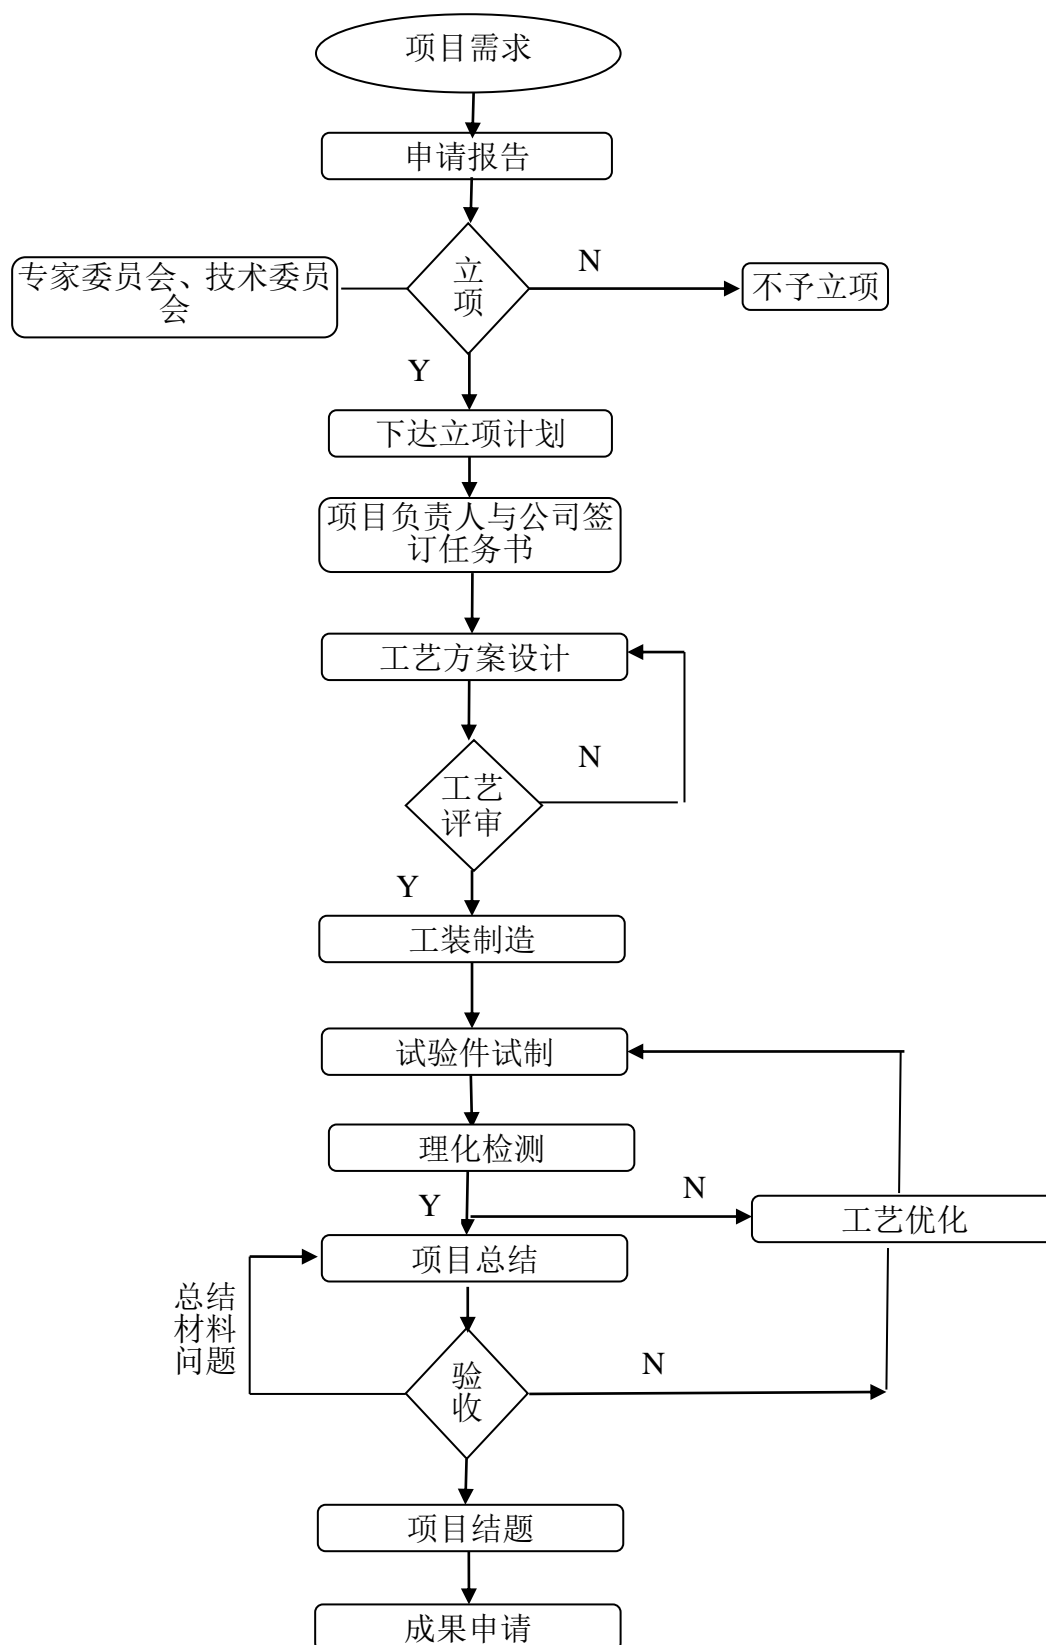 项目需求
申请报告
专家委员会、技术委员
会
立
项
N
不予立项
Y
下达立项计划
项目负责人与公司签
订任务书
工艺方案设计
工艺
评审
N
Y
工装制造
试验件试制
理化检测
Y
N
工艺优化
项目总结
总结
材料
问题
验
收
N
项目结题
成果申请